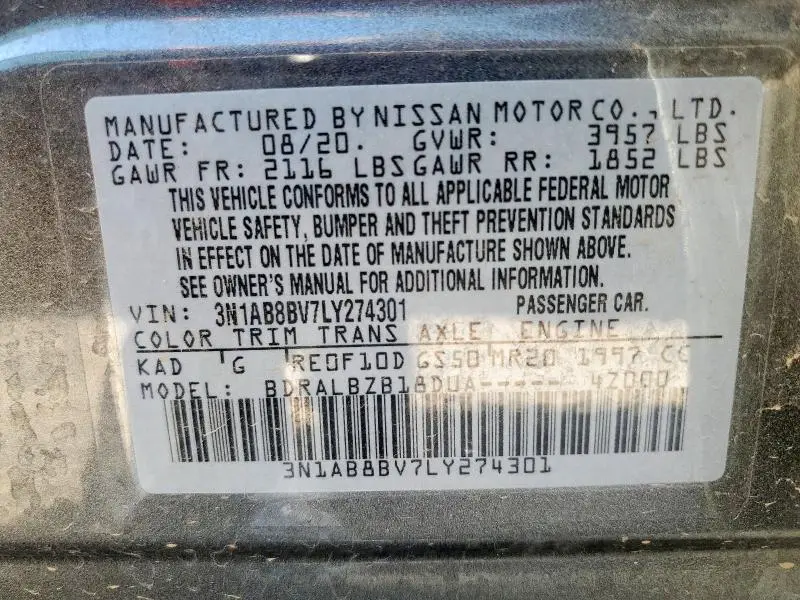 MANUFACTURED BY NISSAN MOTOR CO., LTD.
DATE: 08/20. GVWR: 3957 LBS
GAWR FR: 2116 LBS GAWR RR: 1852 LBS
THIS VEHICLE CONFORMS TO ALL APPLICABLE FEDERAL MOTOR
VEHICLE SAFETY, BUMPER AND THEFT PREVENTION STANDARDS
IN EFFECT ON THE DATE OF MANUFACTURE SHOWN ABOVE.
SEE OWNER'S MANUAL FOR ADDITIONAL INFORMATION.
VIN: 3N1AB8BV7LY274301 PASSENGER CAR.
COLOR TRIM TRANS AXLE ENGINE
KAD G RE0F10D GS50 MR20 1997 CC
MODEL: BDRALBZB18DUA----- 4Z000
3N1AB8BV7LY274301